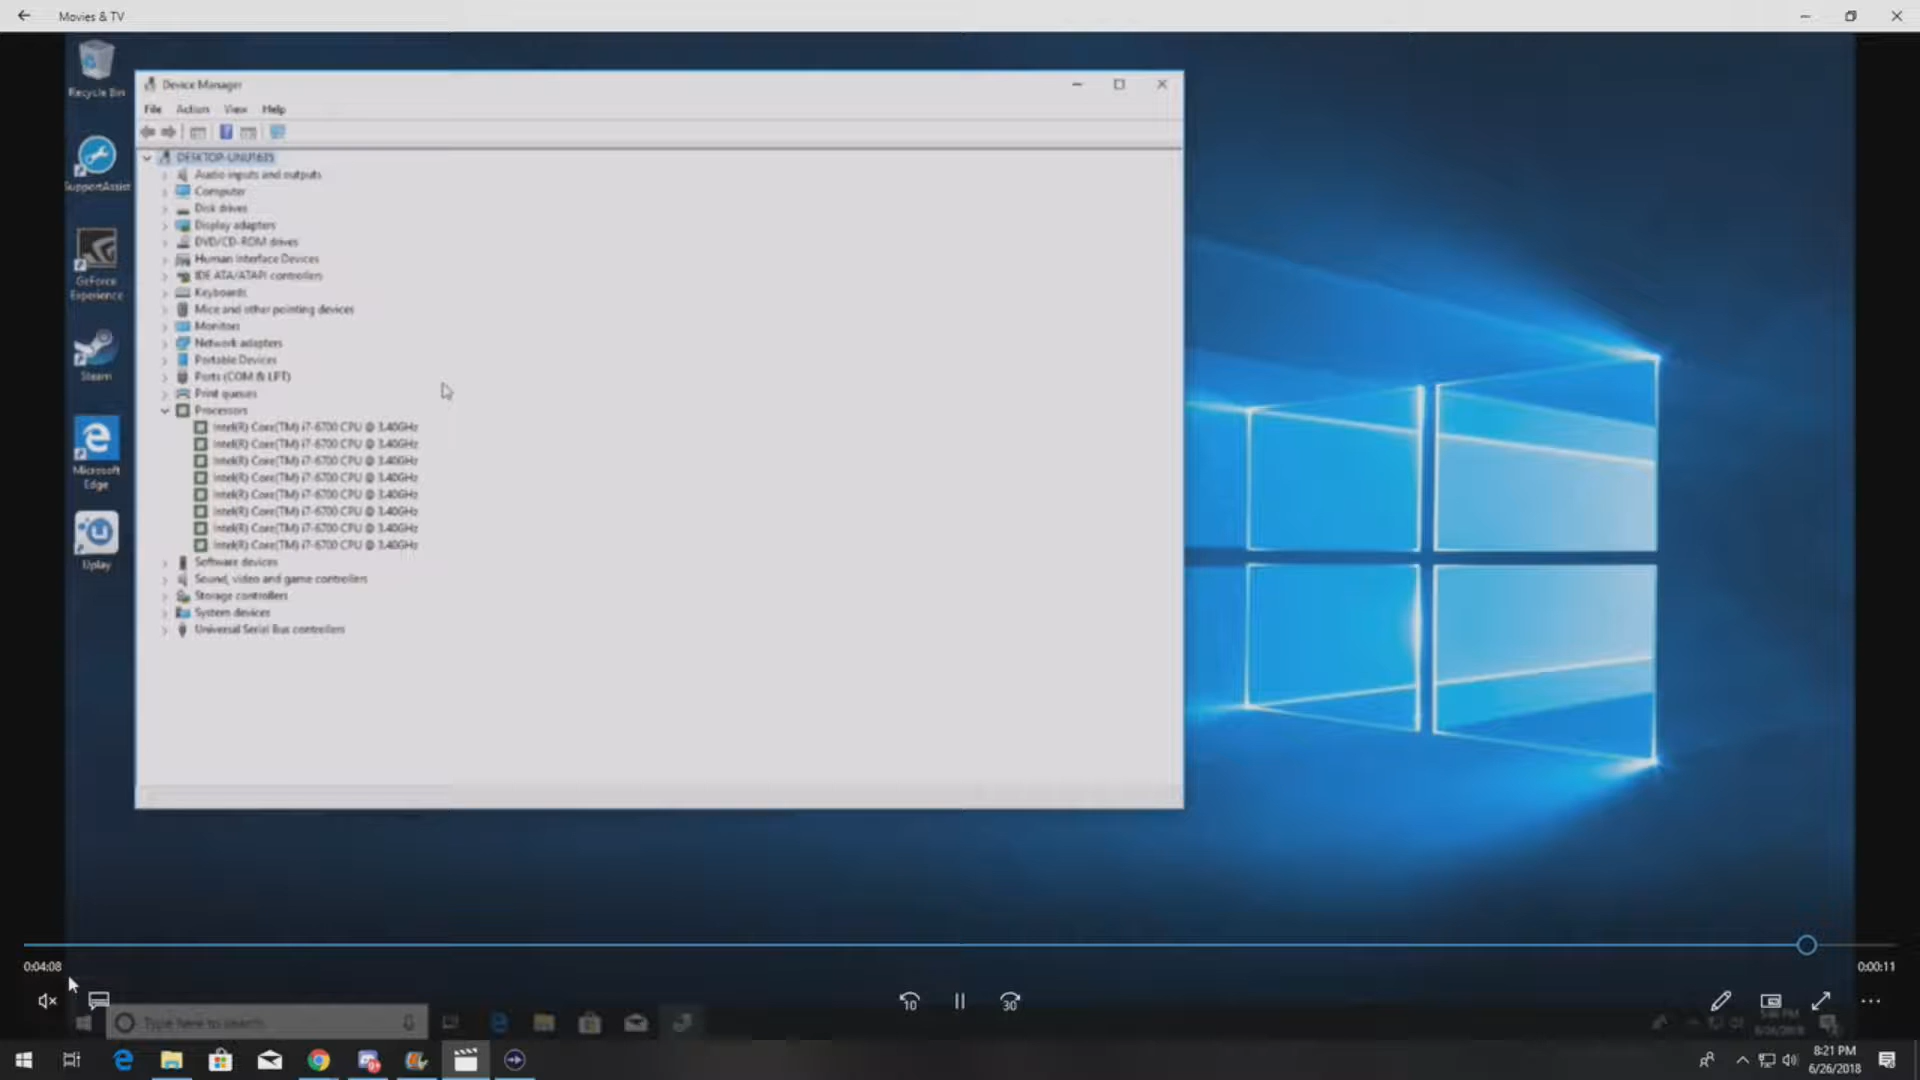 Movies & TV
Recycle Bin
Device Manager
File Action View Help
SupportAssist
DESKTOP-UNU1635
Audio inputs and outputs
Computer
Disk drives
Display adapters
DVD/CD-ROM drives
Human Interface Devices
IDE ATA/ATAPI controllers
Keyboards
Mice and other pointing devices
Monitors
Network adapters
Portable Devices
Ports (COM & LPT)
Print queues
Processors
Intel(R) Core(TM) i7-6700 CPU @ 3.40GHz
Intel(R) Core(TM) i7-6700 CPU @ 3.40GHz
Intel(R) Core(TM) i7-6700 CPU @ 3.40GHz
Intel(R) Core(TM) i7-6700 CPU @ 3.40GHz
Intel(R) Core(TM) i7-6700 CPU @ 3.40GHz
Intel(R) Core(TM) i7-6700 CPU @ 3.40GHz
Intel(R) Core(TM) i7-6700 CPU @ 3.40GHz
Intel(R) Core(TM) i7-6700 CPU @ 3.40GHz
Software devices
Sound, video and game controllers
Storage controllers
System devices
Universal Serial Bus controllers
GeForce
Experience
Steam
Microsoft
Edge
Uplay
0:04:08
0:00:11
10
30
Type here to search
6/26/2018
8:21 PM
6/26/2018